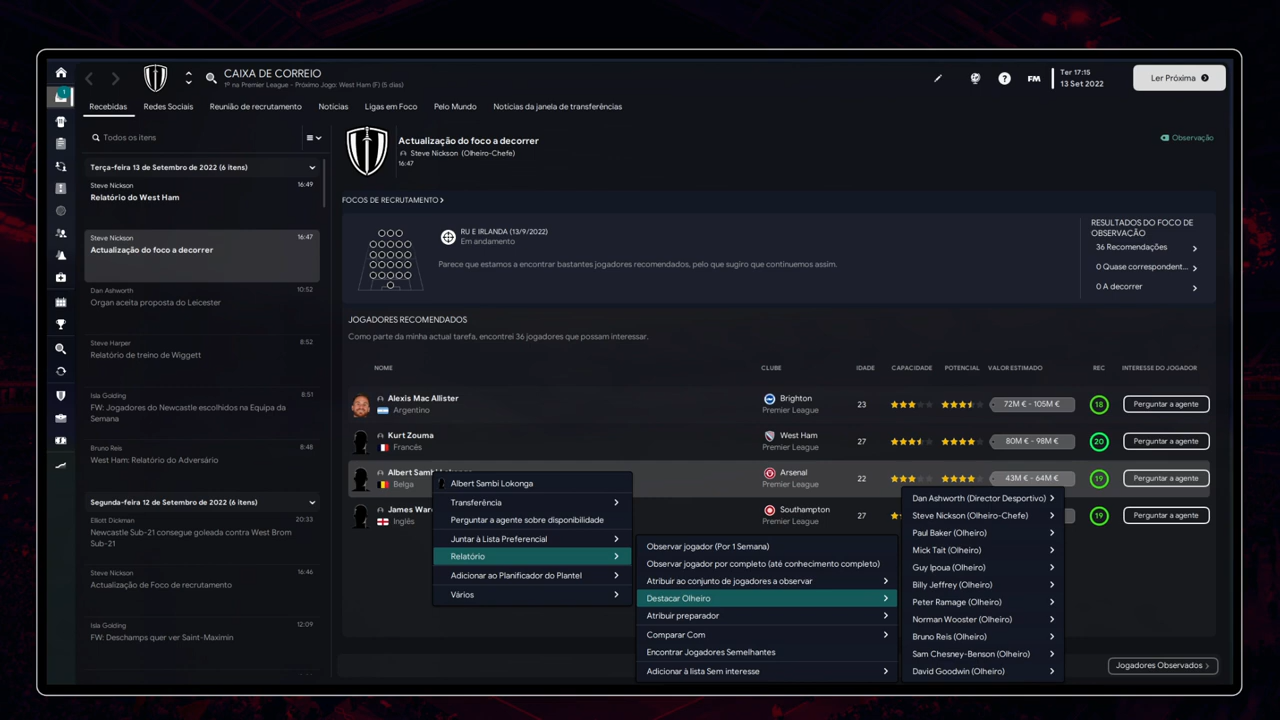 CAIXA DE CORREIO
1º na Premier League - Próximo Jogo: West Ham (F) (5 dias)
FM
Ter 17:15
13 Set 2022
Ler Próxima
1
Recebidas
Redes Sociais
Reunião de recrutamento
Notícias
Ligas em Foco
Pelo Mundo
Notícias da janela de transferências
Todos os itens
Terça-feira 13 de Setembro de 2022 (6 itens)
Steve Nickson
16:49
Relatório do West Ham
Steve Nickson
16:47
Actualização do foco a decorrer
Dan Ashworth
10:52
Organ aceita proposta do Leicester
Steve Harper
8:52
Relatório de treino de Wiggett
Isla Golding
8:51
FW: Jogadores do Newcastle escolhidos na Equipa da
Semana
Bruno Reis
8:48
West Ham: Relatório do Adversário
Segunda-feira 12 de Setembro de 2022 (6 itens)
Elliott Dickman
20:33
Newcastle Sub-21 consegue goleada contra West Brom
Sub-21
Steve Nickson
16:46
Actualização de Foco de recrutamento
Isla Golding
12:09
FW: Deschamps quer ver Saint-Maximin
Actualização do foco a decorrer
Steve Nickson (Olheiro-Chefe)
16:47
Observação
FOCOS DE RECRUTAMENTO
RU E IRLANDA (13/9/2022)
Em andamento
Parece que estamos a encontrar bastantes jogadores recomendados, pelo que sugiro que continuemos assim.
RESULTADOS DO FOCO DE
OBSERVAÇÃO
36 Recomendações
0 Quase correspondent...
0 A decorrer
JOGADORES RECOMENDADOS
Como parte da minha actual tarefa, encontrei 36 jogadores que possam interessar.
NOME
CLUBE
IDADE
CAPACIDADE
POTENCIAL
VALOR ESTIMADO
REC
INTERESSE DO JOGADOR
Alexis Mac Allister
Argentino
Brighton
Premier League
23
72M € - 105M €
18
Perguntar a agente
Kurt Zouma
Francês
West Ham
Premier League
27
80M € - 98M €
20
Perguntar a agente
Albert Samb
Belga
Arsenal
Premier League
22
43M € - 64M €
19
Perguntar a agente
James War
Inglês
Southampton
Premier League
27
19
Perguntar a agente
Albert Sambi Lokonga
Transferência
Perguntar a agente sobre disponibilidade
Juntar à Lista Preferencial
Relatório
Adicionar ao Planificador do Plantel
Vários
Observar jogador (Por 1 Semana)
Observar jogador por completo (até conhecimento completo)
Atribuir ao conjunto de jogadores a observar
Destacar Olheiro
Atribuir preparador
Comparar Com
Encontrar Jogadores Semelhantes
Adicionar à lista Sem interesse
Dan Ashworth (Director Desportivo)
Steve Nickson (Olheiro-Chefe)
Paul Baker (Olheiro)
Mick Tait (Olheiro)
Guy Ipoua (Olheiro)
Billy Jeffrey (Olheiro)
Peter Ramage (Olheiro)
Norman Wooster (Olheiro)
Bruno Reis (Olheiro)
Sam Chesney-Benson (Olheiro)
David Goodwin (Olheiro)
Jogadores Observados